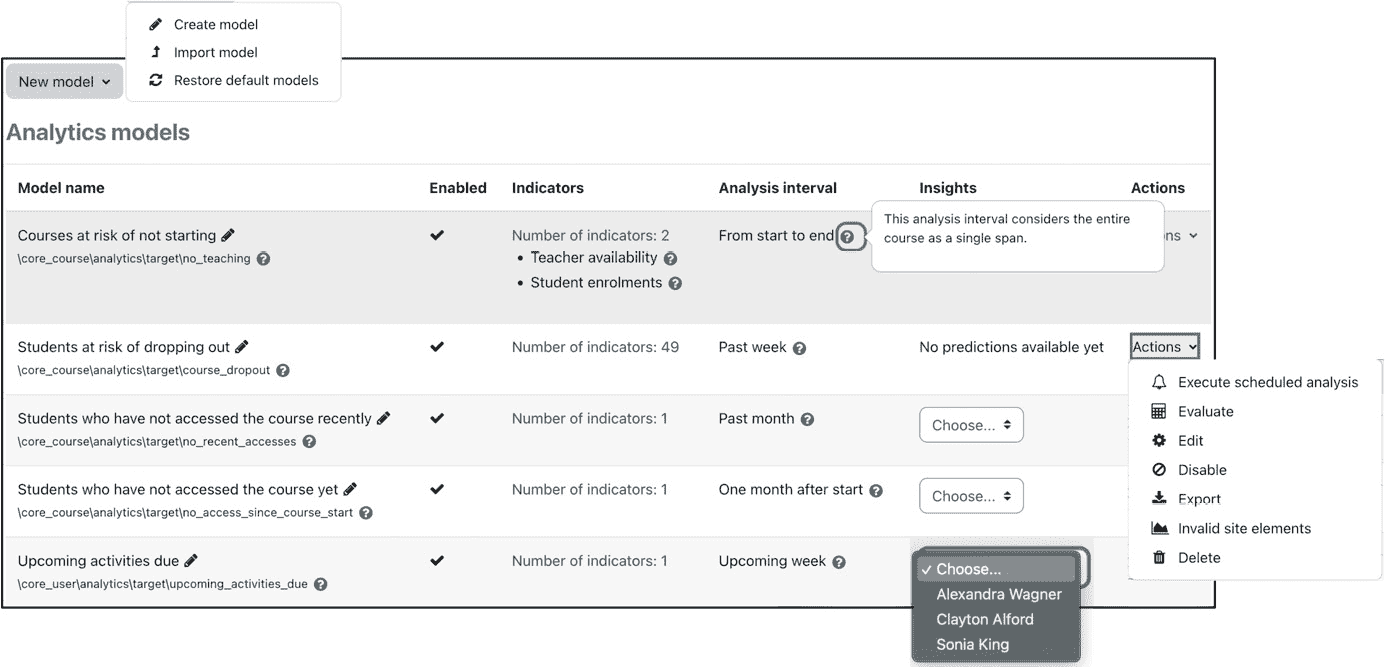 Create model
Import model
Restore default models
New model
Analytics models
Model name Enabled Indicators Analysis interval Insights Actions
Courses at risk of not starting
\core_course\analytics\target\no_teaching
Number of indicators: 2
Teacher availability
Student enrolments
From start to end
This analysis interval considers the entire
course as a single span.
Students at risk of dropping out
\core_course\analytics\target\course_dropout
Number of indicators: 49
Past week
No predictions available yet
Actions
Students who have not accessed the course recently
\core_course\analytics\target\no_recent_accesses
Number of indicators: 1
Past month
Choose...
Students who have not accessed the course yet
\core_course\analytics\target\no_access_since_course_start
Number of indicators: 1
One month after start
Choose...
Upcoming activities due
\core_user\analytics\target\upcoming_activities_due
Number of indicators: 1
Upcoming week
Choose...
Alexandra Wagner
Clayton Alford
Sonia King
Execute scheduled analysis
Evaluate
Edit
Disable
Export
Invalid site elements
Delete